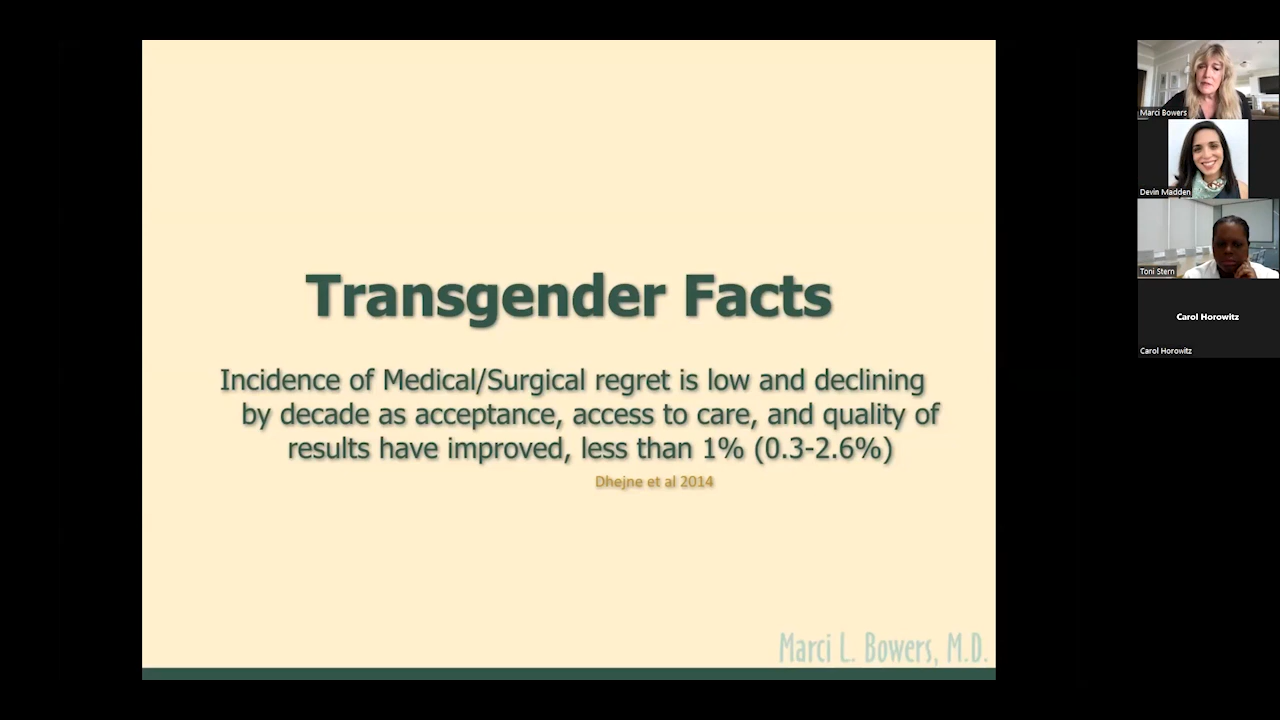 Transgender Facts
Incidence of Medical/Surgical regret is low and declining
by decade as acceptance, access to care, and quality of
results have improved, less than 1% (0.3-2.6%)
Dhejne et al 2014
Marci L. Bowers, M.D.
Marci Bowers
Devin Madden
Toni Stern
Carol Horowitz
Carol Horowitz